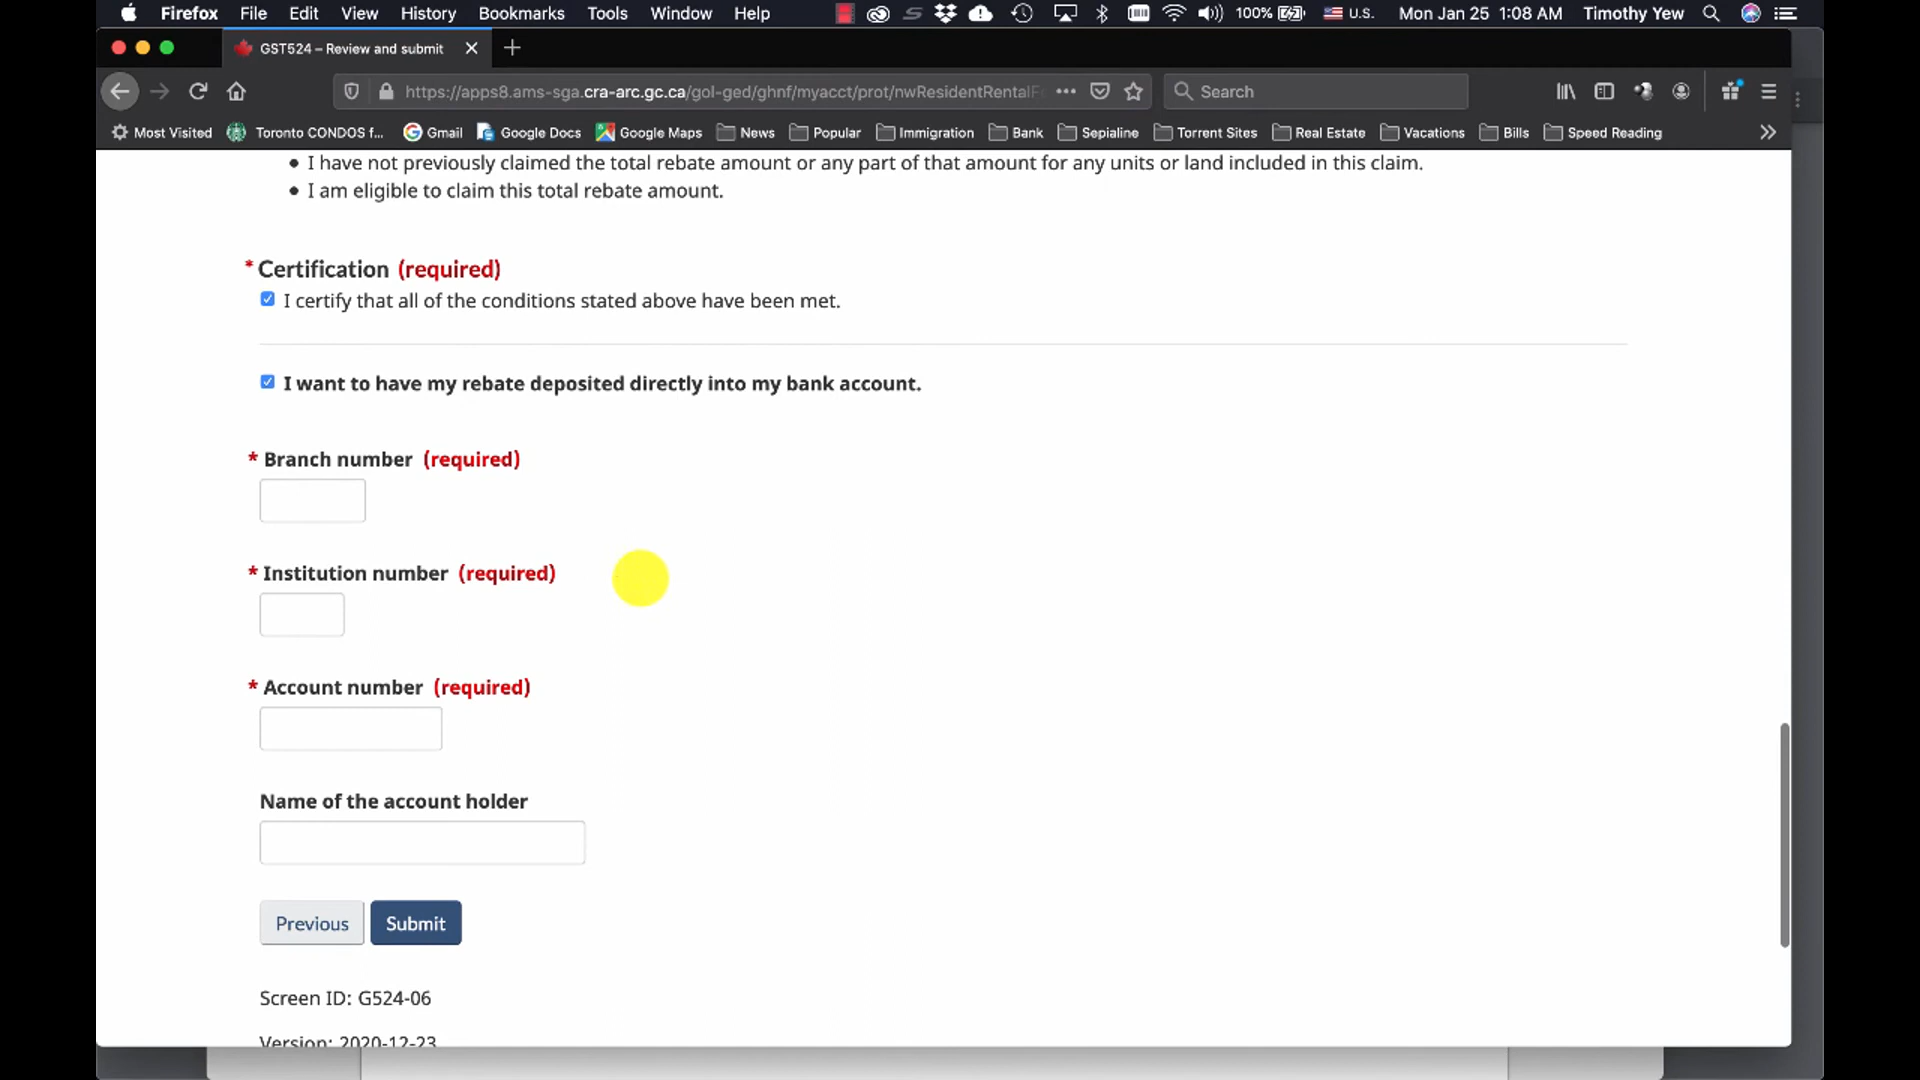 Firefox File Edit View History Bookmarks Tools Window Help 100% U.S. Mon Jan 25 1:08 AM Timothy Yew
GST524 – Review and submit
https://apps8.ams-sga.cra-arc.gc.ca/gol-ged/ghnf/myacct/prot/nwResidentRentalF Search
Most Visited Toronto CONDOS f... Gmail Google Docs Google Maps News Popular Immigration Bank Sepialine Torrent Sites Real Estate Vacations Bills Speed Reading
• I have not previously claimed the total rebate amount or any part of that amount for any units or land included in this claim.
• I am eligible to claim this total rebate amount.
* Certification (required)
I certify that all of the conditions stated above have been met.
I want to have my rebate deposited directly into my bank account.
* Branch number (required)
* Institution number (required)
* Account number (required)
Name of the account holder
Previous Submit
Screen ID: G524-06
Version: 2020-12-23